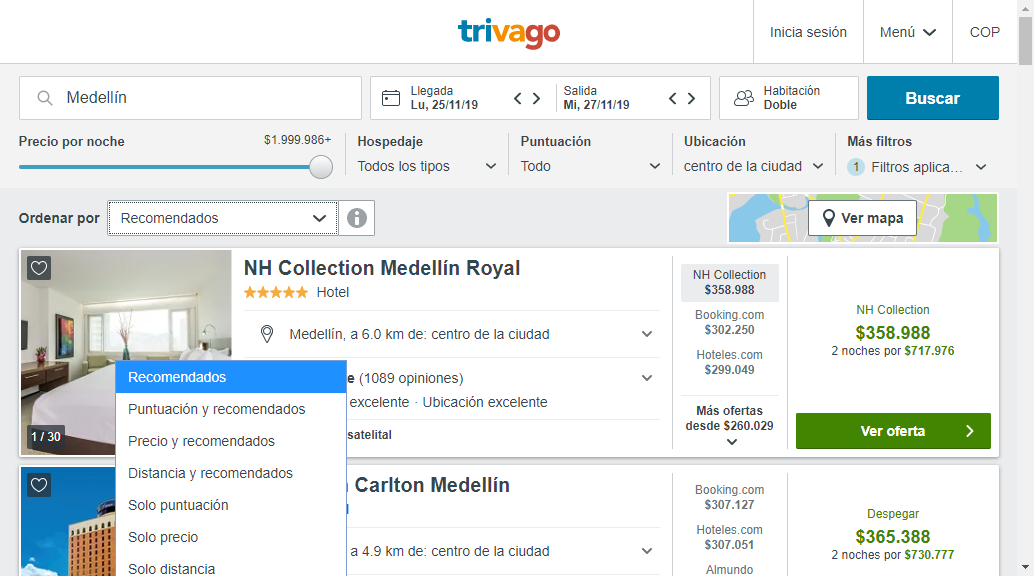 trivago
Inicia sesión
Menú
COP
Medellín
Llegada
Lu, 25/11/19
Salida
Mi, 27/11/19
Habitación
Doble
Buscar
Precio por noche
$1.999.986+
Hospedaje
Todos los tipos
Puntuación
Todo
Ubicación
centro de la ciudad
Más filtros
1 Filtros aplica...
Ordenar por
Recomendados
Ver mapa
NH Collection Medellín Royal
Hotel
Medellín, a 6.0 km de: centro de la ciudad
(1089 opiniones)
excelente · Ubicación excelente
satelital
1 / 30
NH Collection
$358.988
Booking.com
$302.250
Hoteles.com
$299.049
Más ofertas
desde $260.029
NH Collection
$358.988
2 noches por $717.976
Ver oferta
Recomendados
Puntuación y recomendados
Precio y recomendados
Distancia y recomendados
Solo puntuación
Solo precio
Solo distancia
Carlton Medellín
a 4.9 km de: centro de la ciudad
Booking.com
$307.127
Hoteles.com
$307.051
Almundo
Despegar
$365.388
2 noches por $730.777